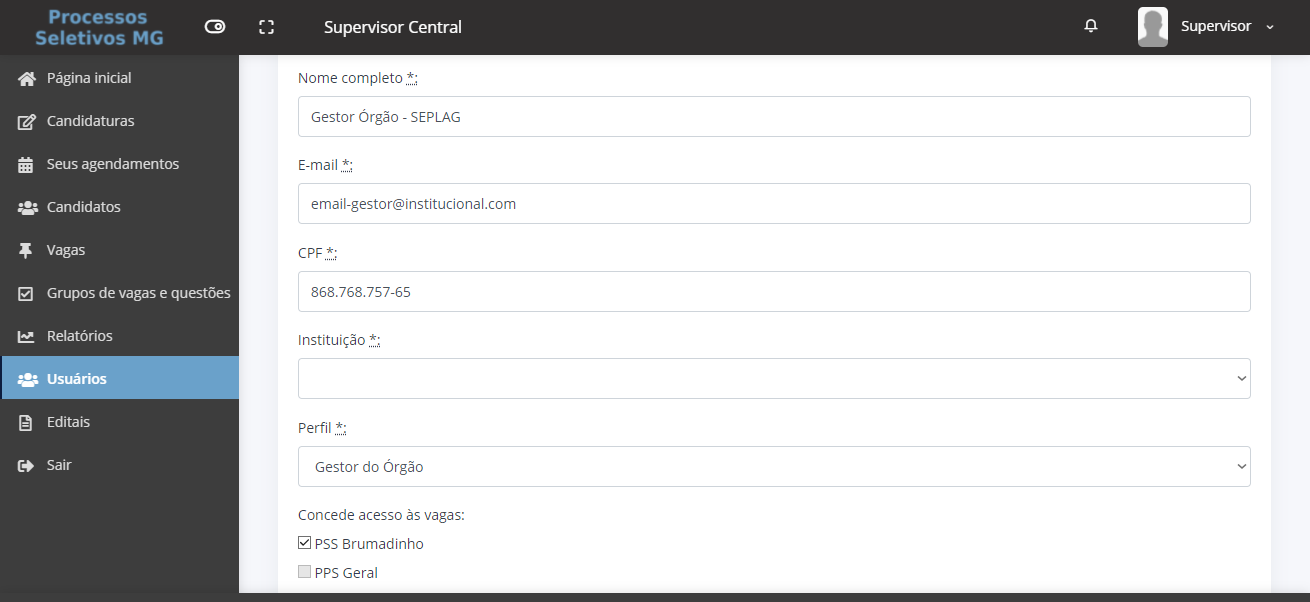 Processos
Seletivos MG
Supervisor Central
Supervisor
Página inicial
Candidaturas
Seus agendamentos
Candidatos
Vagas
Grupos de vagas e questões
Relatórios
Usuários
Editais
Sair
Nome completo *:
Gestor Órgão - SEPLAG
E-mail *:
email-gestor@institucional.com
CPF *:
868.768.757-65
Instituição *:
Perfil *:
Gestor do Órgão
Concede acesso às vagas:
PSS Brumadinho
PPS Geral